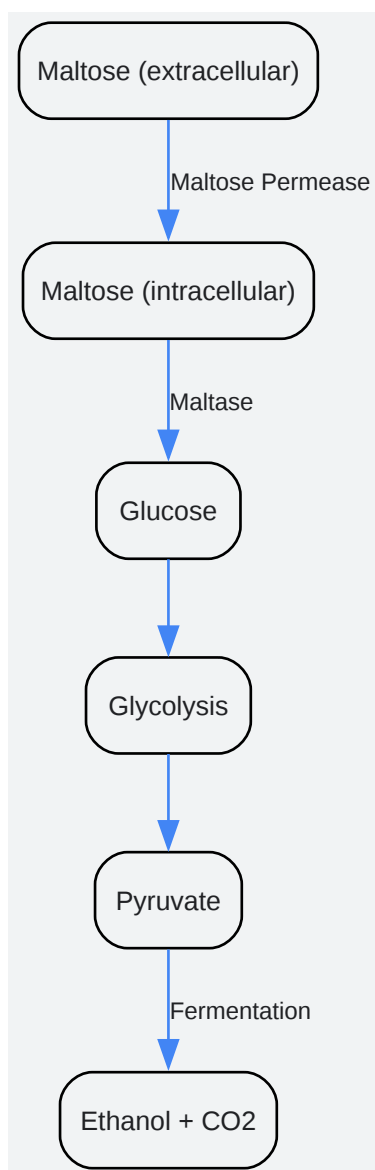 Maltose (extracellular)
Maltose Permease
Maltose (intracellular)
Maltase
Glucose
Glycolysis
Pyruvate
Fermentation
Ethanol + CO2